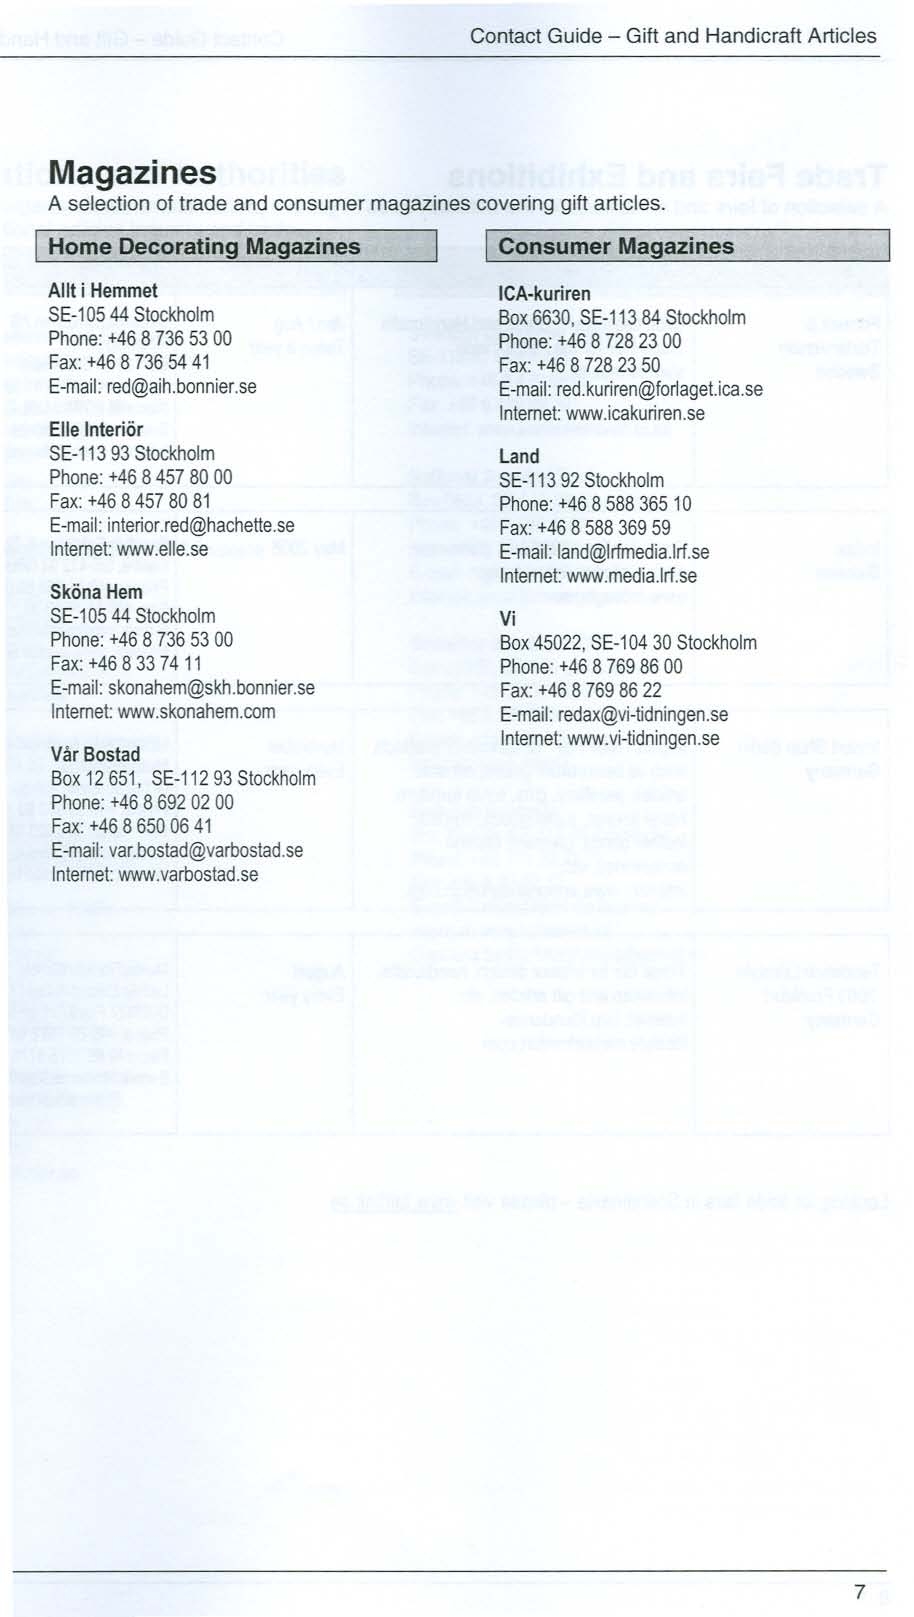 Contact Guide – Gift and Handicraft Articles
Magazines
A selection of trade and consumer magazines covering gift articles.
Home Decorating Magazines
Allt i Hemmet
SE-105 44 Stockholm
Phone: +46 8 736 53 00
Fax: +46 8 736 54 41
E-mail: red@aih.bonnier.se
Elle Interiör
SE-113 93 Stockholm
Phone: +46 8 457 80 00
Fax: +46 8 457 80 81
E-mail: interior.red@hachette.se
Internet: www.elle.se
Sköna Hem
SE-105 44 Stockholm
Phone: +46 8 736 53 00
Fax: +46 8 33 74 11
E-mail: skonahem@skh.bonnier.se
Internet: www.skonahem.com
Vår Bostad
Box 12 651, SE-112 93 Stockholm
Phone: +46 8 692 02 00
Fax: +46 8 650 06 41
E-mail: var.bostad@varbostad.se
Internet: www.varbostad.se
Consumer Magazines
ICA-kuriren
Box 6630, SE-113 84 Stockholm
Phone: +46 8 728 23 00
Fax: +46 8 728 23 50
E-mail: red.kuriren@forlaget.ica.se
Internet: www.icakuriren.se
Land
SE-113 92 Stockholm
Phone: +46 8 588 365 10
Fax: +46 8 588 369 59
E-mail: land@lrfmedia.lrf.se
Internet: www.media.lrf.se
Vi
Box 45022, SE-104 30 Stockholm
Phone: +46 8 769 86 00
Fax: +46 8 769 86 22
E-mail: redax@vi-tidningen.se
Internet: www.vi-tidningen.se
7